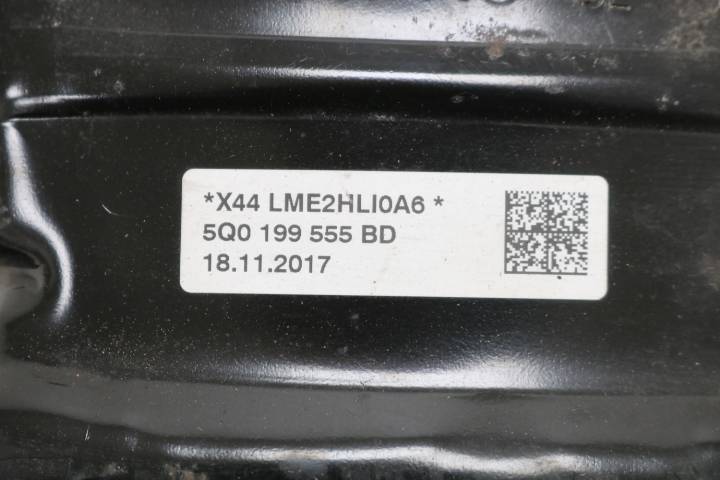 *X44 LME2HLI0A6 *
5Q0 199 555 BD
18.11.2017